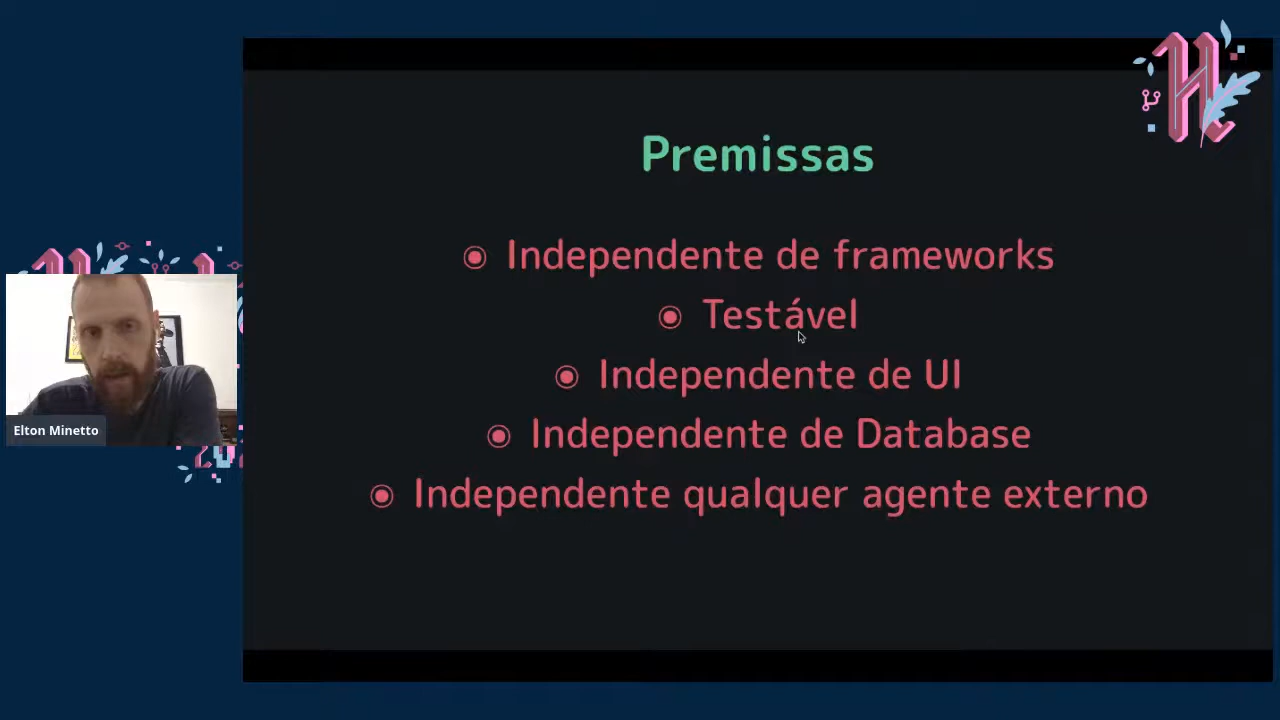 Premissas
Independente de frameworks
Testável
Independente de UI
Independente de Database
Independente qualquer agente externo
Elton Minetto